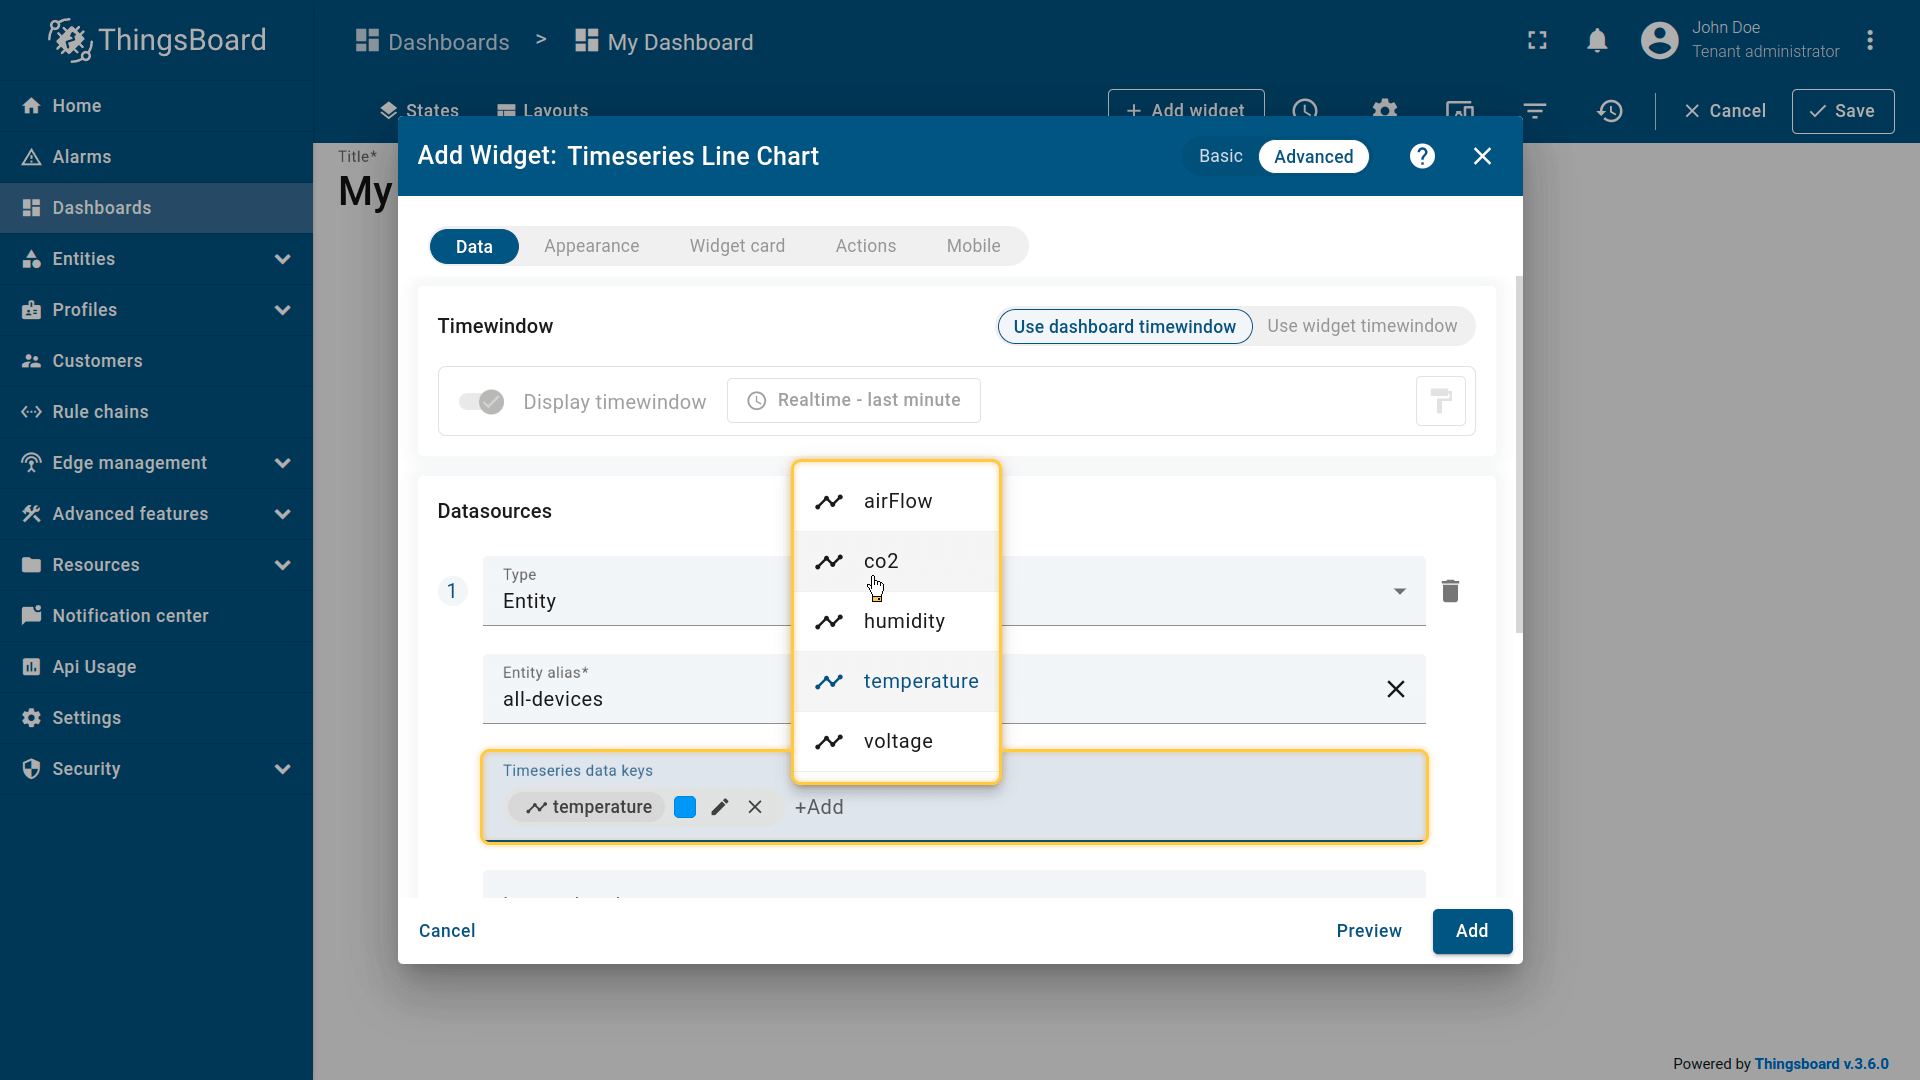 ThingsBoard
Dashboards > My Dashboard
John Doe
Tenant administrator
Home
Alarms
Dashboards
Entities
Profiles
Customers
Rule chains
Edge management
Advanced features
Resources
Notification center
Api Usage
Settings
Security
States Layouts + Add widget Cancel Save
Title*
My
Add Widget: Timeseries Line Chart Basic Advanced ?
Data Appearance Widget card Actions Mobile
Timewindow Use dashboard timewindow Use widget timewindow
Display timewindow Realtime - last minute
Datasources
1
Type
Entity
Entity alias*
all-devices
airFlow
co2
humidity
temperature
voltage
Timeseries data keys
temperature +Add
Cancel Preview Add
Powered by Thingsboard v.3.6.0